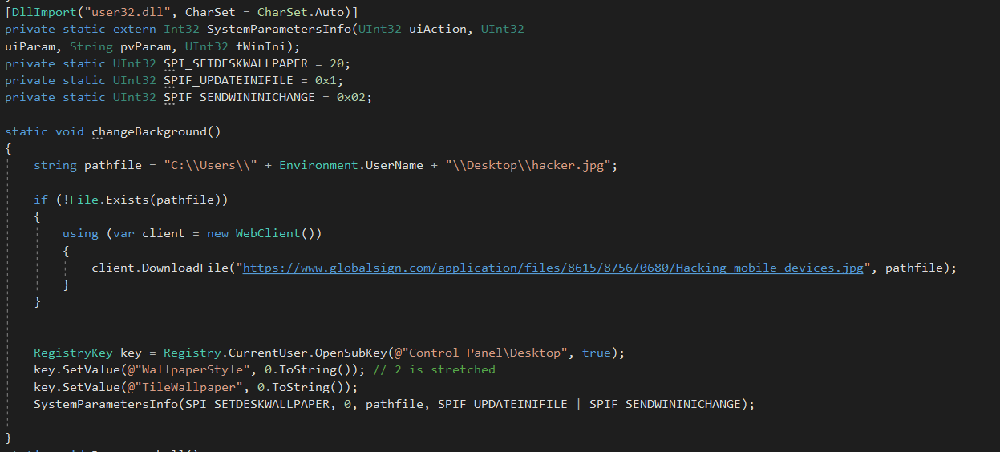 [DllImport("user32.dll", CharSet = CharSet.Auto)]
private static extern Int32 SystemParametersInfo(UInt32 uiAction, UInt32
uiParam, String pvParam, UInt32 fWinIni);
private static UInt32 SPI_SETDESKWALLPAPER = 20;
private static UInt32 SPIF_UPDATEINIFILE = 0x1;
private static UInt32 SPIF_SENDWININICHANGE = 0x02;
static void changeBackground()
{
string pathfile = "C:\\Users\\" + Environment.UserName + "\\Desktop\\hacker.jpg";
if (!File.Exists(pathfile))
{
using (var client = new WebClient())
{
client.DownloadFile("https://www.globalsign.com/application/files/8615/8756/0680/Hacking_mobile_devices.jpg", pathfile);
}
}
RegistryKey key = Registry.CurrentUser.OpenSubKey(@"Control Panel\Desktop", true);
key.SetValue(@"WallpaperStyle", 0.ToString()); // 2 is stretched
key.SetValue(@"TileWallpaper", 0.ToString());
SystemParametersInfo(SPI_SETDESKWALLPAPER, 0, pathfile, SPIF_UPDATEINIFILE | SPIF_SENDWININICHANGE);
}